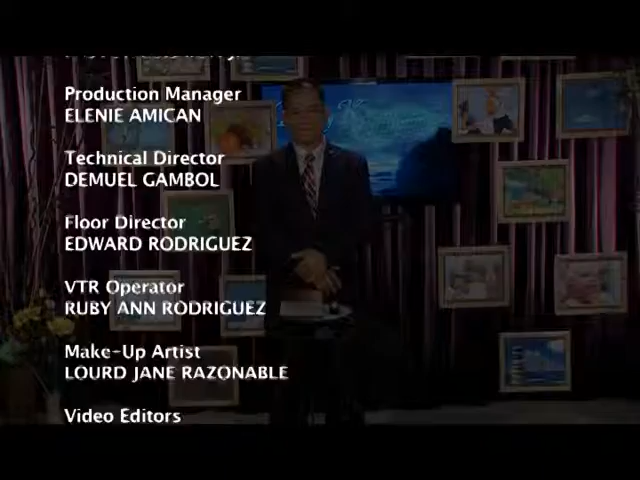 Production Manager
ELENIE AMICAN
Technical Director
DEMUEL GAMBOL
Floor Director
EDWARD RODRIGUEZ
VTR Operator
RUBY ANN RODRIGUEZ
Make-Up Artist
LOURD JANE RAZONABLE
Video Editors